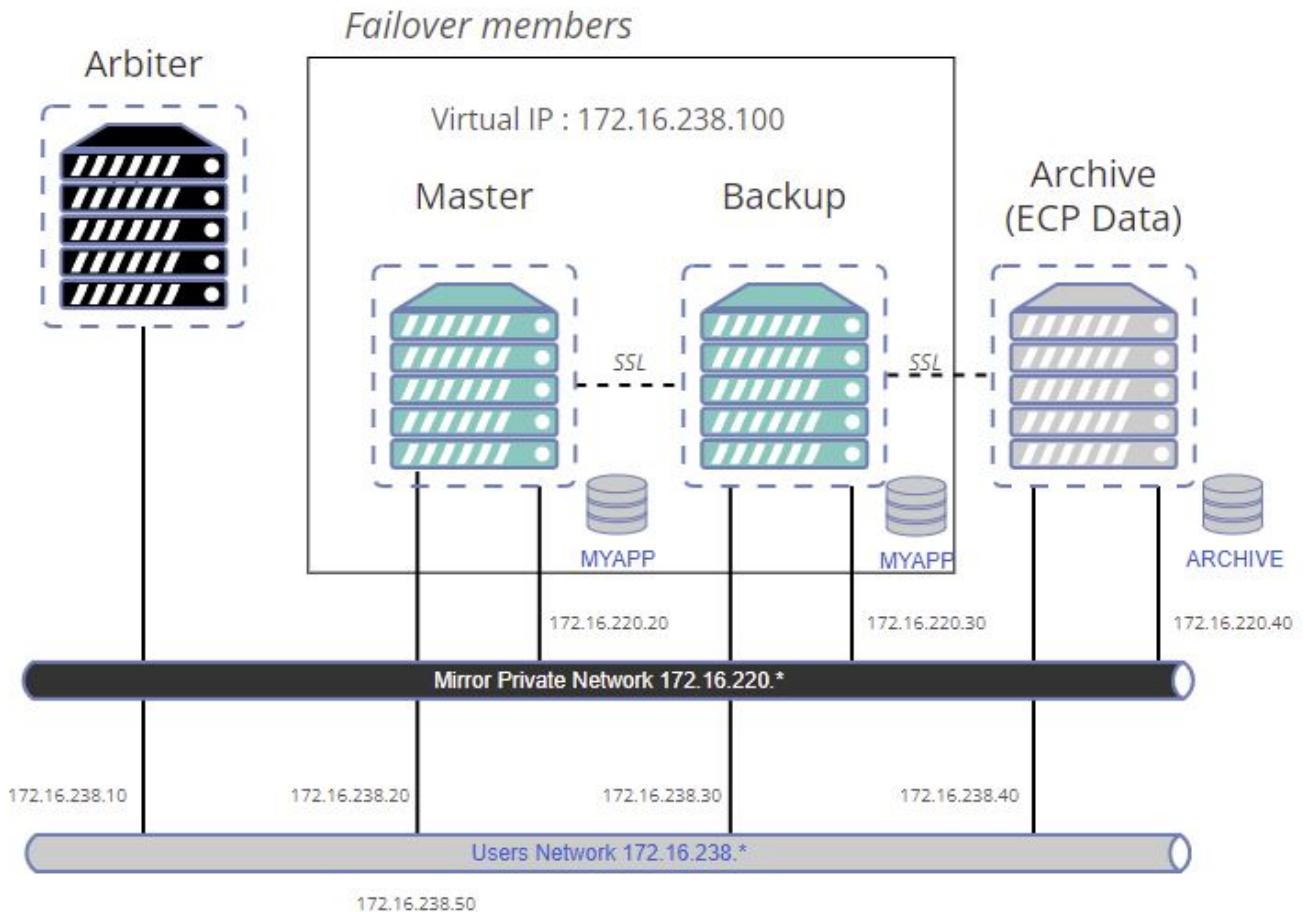 Failover members
Arbiter
Virtual IP : 172.16.238.100
Master
Backup
Archive
(ECP Data)
SSL
SSL
MYAPP
MYAPP
ARCHIVE
172.16.220.20
172.16.220.30
172.16.220.40
Mirror Private Network 172.16.220.*
172.16.238.10
172.16.238.20
172.16.238.30
172.16.238.40
Users Network 172.16.238.*
172.16.238.50